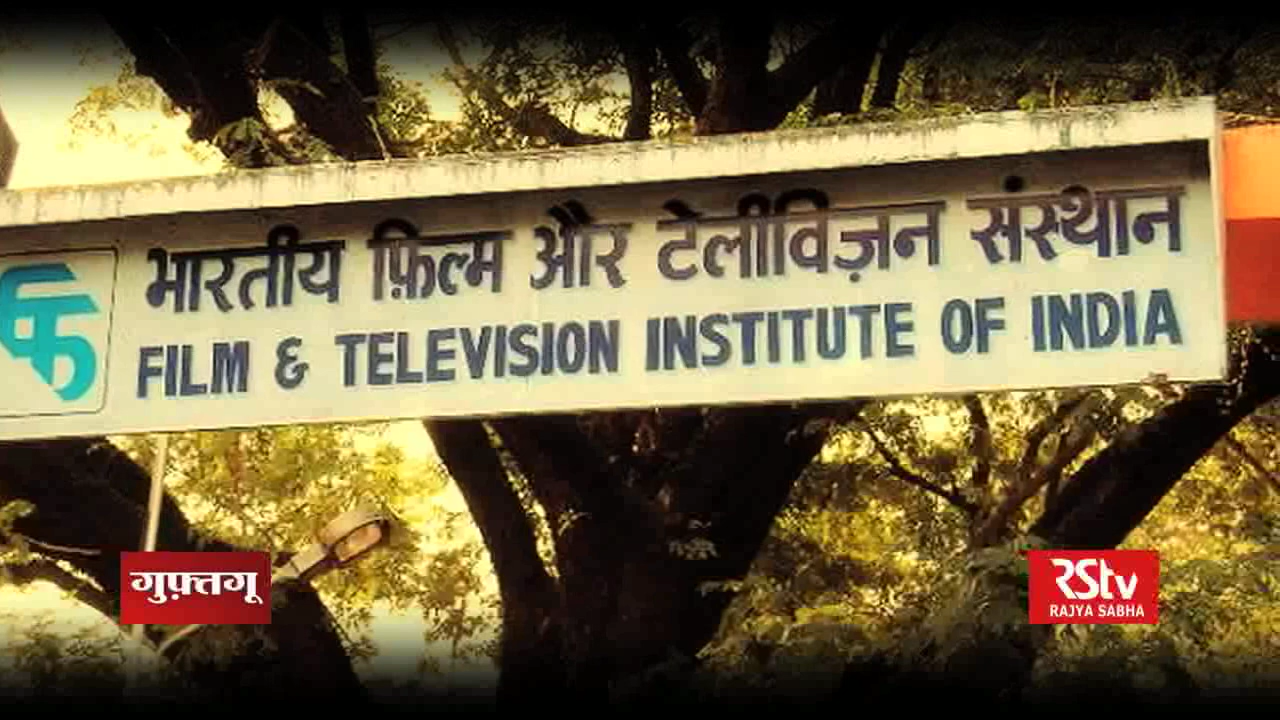 भारतीय फ़िल्म और टेलीविज़न संस्थान
FILM & TELEVISION INSTITUTE OF INDIA
गुफ़्तगू
RStv
RAJYA SABHA